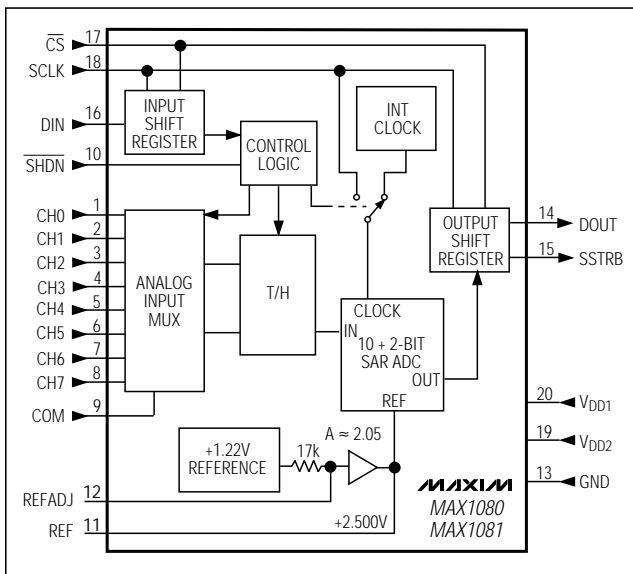 17
CS
18
SCLK
16
DIN
10
SHDN
INPUT
SHIFT
REGISTER
CONTROL
LOGIC
INT
CLOCK
1
CH0
2
CH1
3
CH2
4
CH3
5
CH4
6
CH5
7
CH6
8
CH7
9
COM
ANALOG
INPUT
MUX
T/H
OUTPUT
SHIFT
REGISTER
14
DOUT
15
SSTRB
CLOCK
IN
10 + 2-BIT
SAR ADC
OUT
REF
+1.22V
REFERENCE
17k
A ≈ 2.05
20
VDD1
19
VDD2
13
GND
12
REFADJ
11
REF
+2.500V
MAXIM
MAX1080
MAX1081